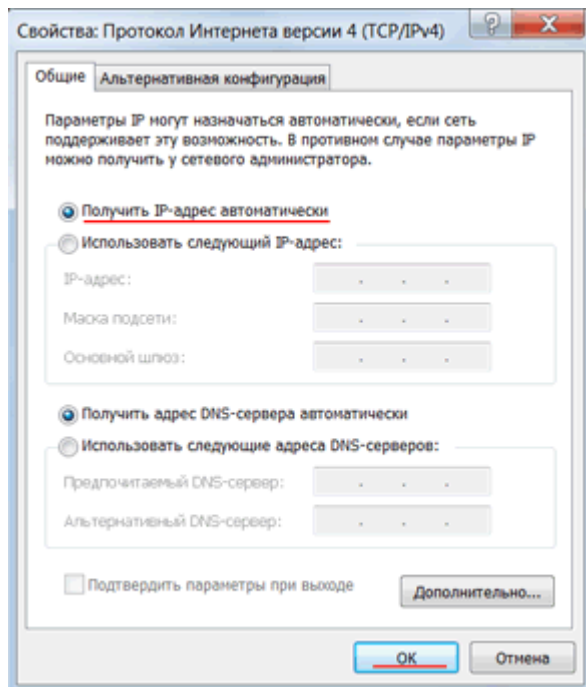 Свойства: Протокол Интернета версии 4 (TCP/IPv4)
Общие
Альтернативная конфигурация
Параметры IP могут назначаться автоматически, если сеть
поддерживает эту возможность. В противном случае параметры IP
можно получить у сетевого администратора.
Получить IP-адрес автоматически
Использовать следующий IP-адрес:
IP-адрес:
Маска подсети:
Основной шлюз:
Получить адрес DNS-сервера автоматически
Использовать следующие адреса DNS-серверов:
Предпочитаемый DNS-сервер:
Альтернативный DNS-сервер:
Подтвердить параметры при выходе
Дополнительно...
ОК
Отмена